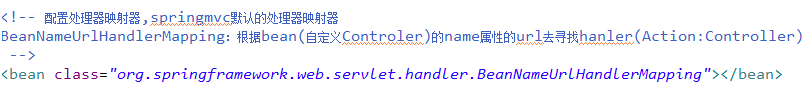 <!-- 配置处理器映射器,springmvc默认的处理器映射器
BeanNameUrlHandlerMapping：根据bean(自定义Controler)的name属性的url去寻找hanler(Action:Controller)
-->
<bean class="org.springframework.web.servlet.handler.BeanNameUrlHandlerMapping"></bean>